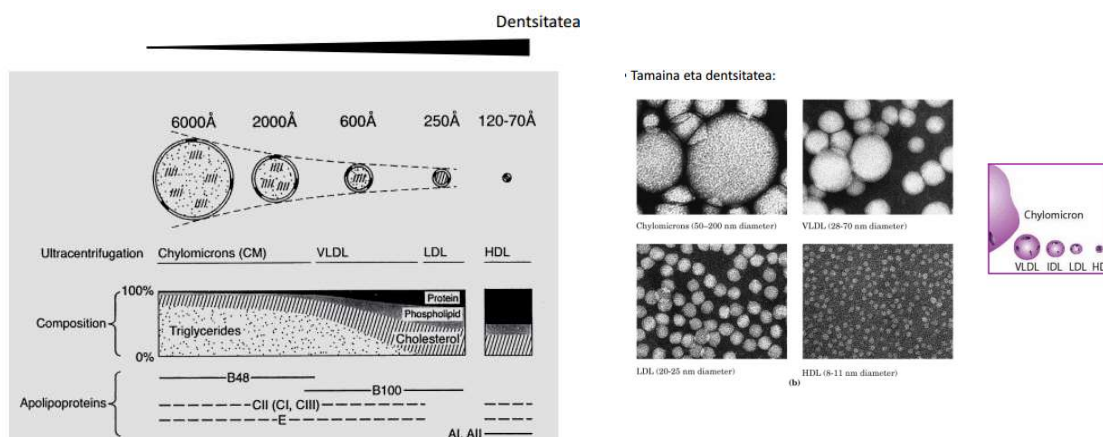 Dentsitatea
6000Å 2000Å 600Å 250Å 120-70Å
Ultracentrifugation Chylomicrons (CM) VLDL LDL HDL
100%
Composition
0%
Protein
Phospholipid
Triglycerides
Cholesterol
Apolipoproteins
B48
B100
CII (CI, CIII)
E
AI, AII
• Tamaina eta dentsitatea:
Chylomicrons (50–200 nm diameter)
VLDL (28-70 nm diameter)
LDL (20-25 nm diameter)
HDL (8-11 nm diameter)
(b)
Chylomicron
VLDL IDL LDL HD